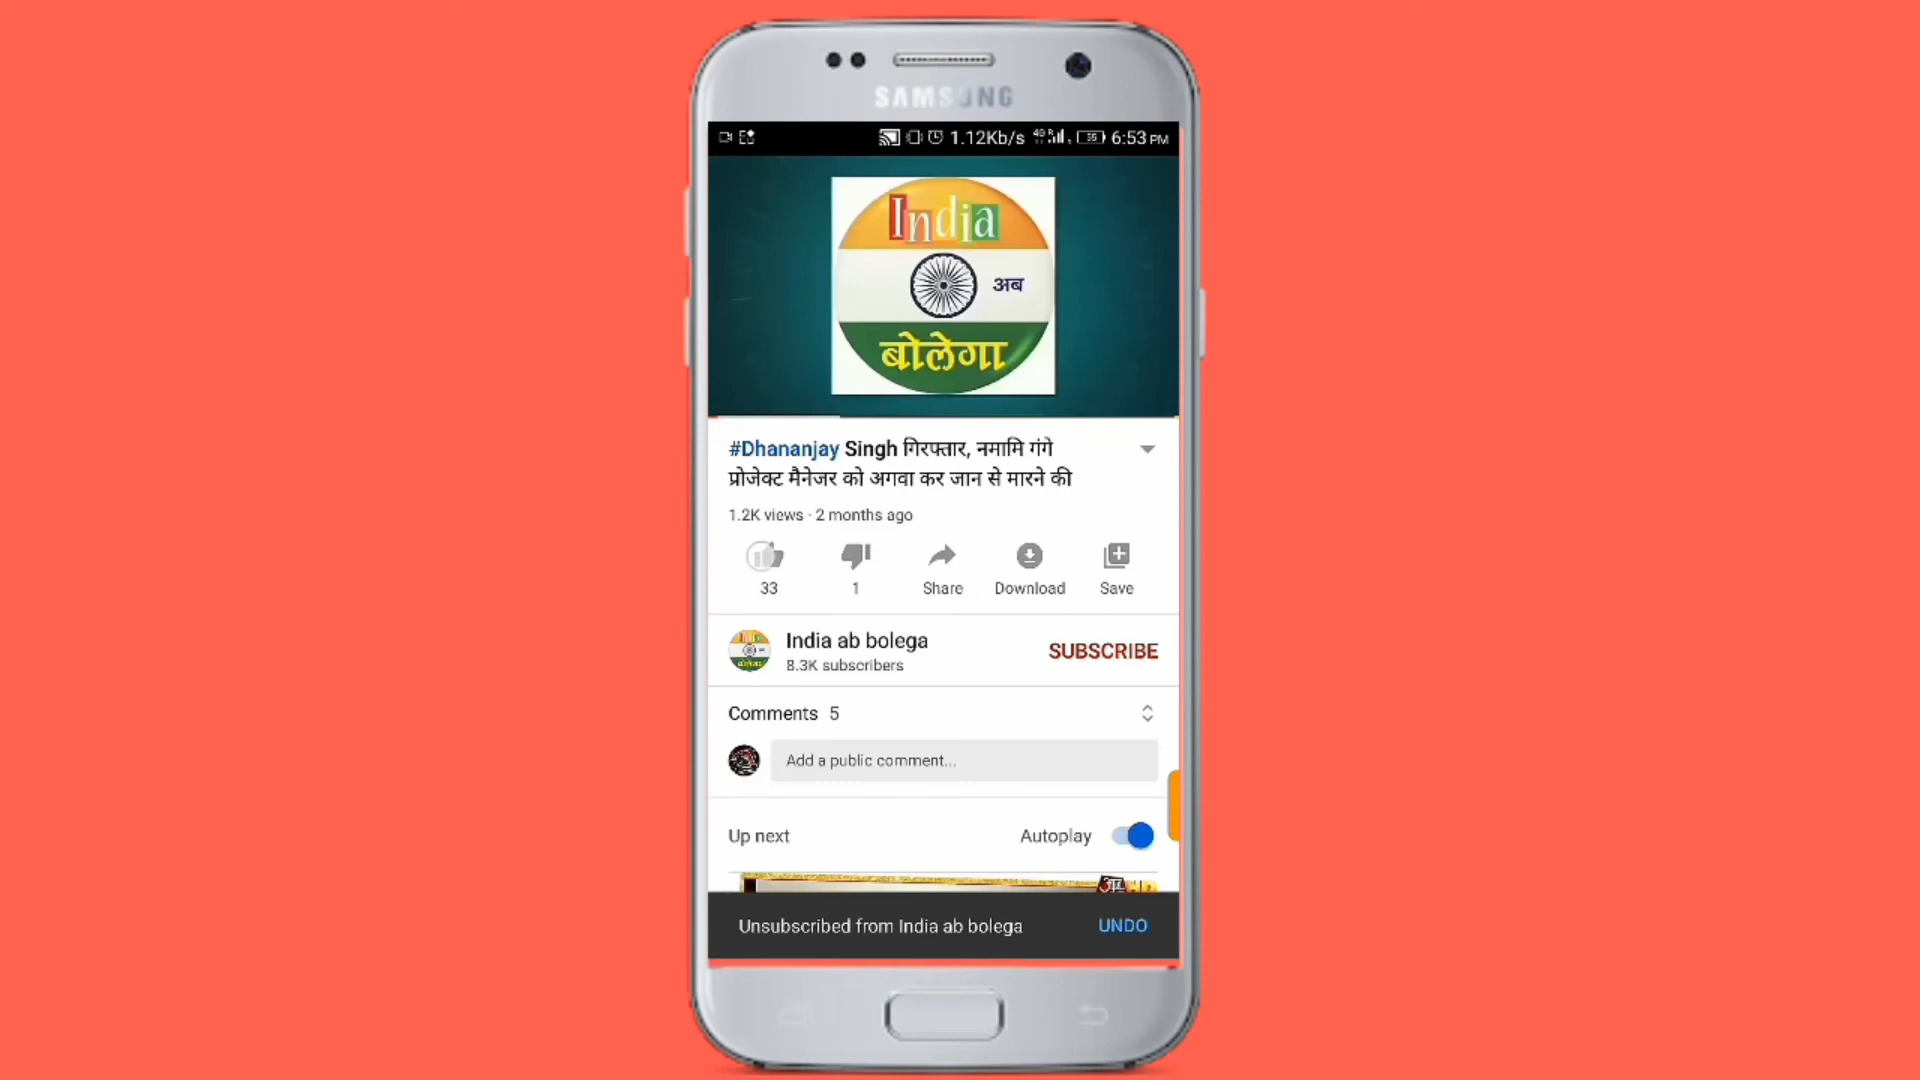 SAMSUNG
1.12Kb/s 4G R 55 6:53 PM
India
अब
बोलेगा
#Dhananjay Singh गिरफ्तार, नमामि गंगे
प्रोजेक्ट मैनेजर को अगवा कर जान से मारने की
1.2K views · 2 months ago
33 1 Share Download Save
India ab bolega SUBSCRIBE
8.3K subscribers
Comments 5
Add a public comment...
Up next Autoplay
Unsubscribed from India ab bolega UNDO